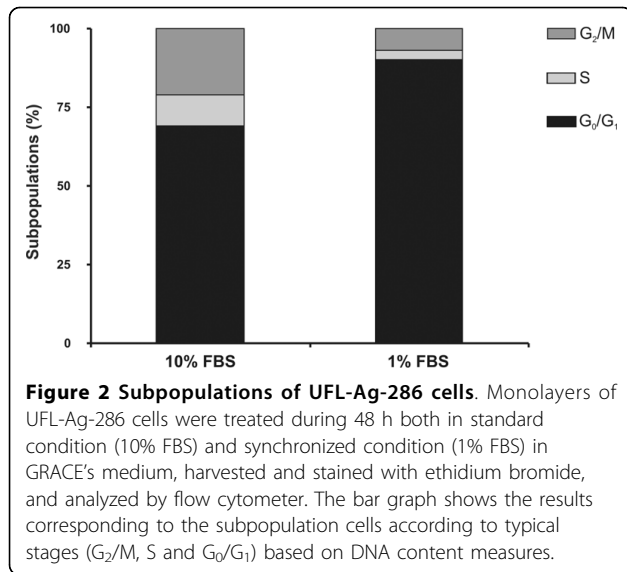 100
75
50
25
0
Subpopulations (%)
10% FBS
1% FBS
G₂/M
S
G₀/G₁
Figure 2 Subpopulations of UFL-Ag-286 cells. Monolayers of
UFL-Ag-286 cells were treated during 48 h both in standard
condition (10% FBS) and synchronized condition (1% FBS) in
GRACE's medium, harvested and stained with ethidium bromide,
and analyzed by flow cytometer. The bar graph shows the results
corresponding to the subpopulation cells according to typical
stages (G₂/M, S and G₀/G₁) based on DNA content measures.